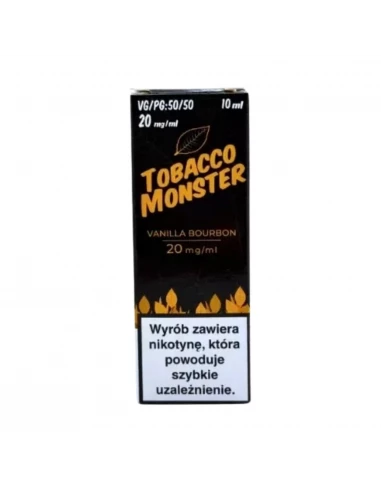 VG/PG:50/50 10 ml
20 mg/ml
TOBACCO
MONSTER
VANILLA BOURBON
20 mg/ml
Wyrób zawiera
nikotynę, która
powoduje
szybkie
uzależnienie.